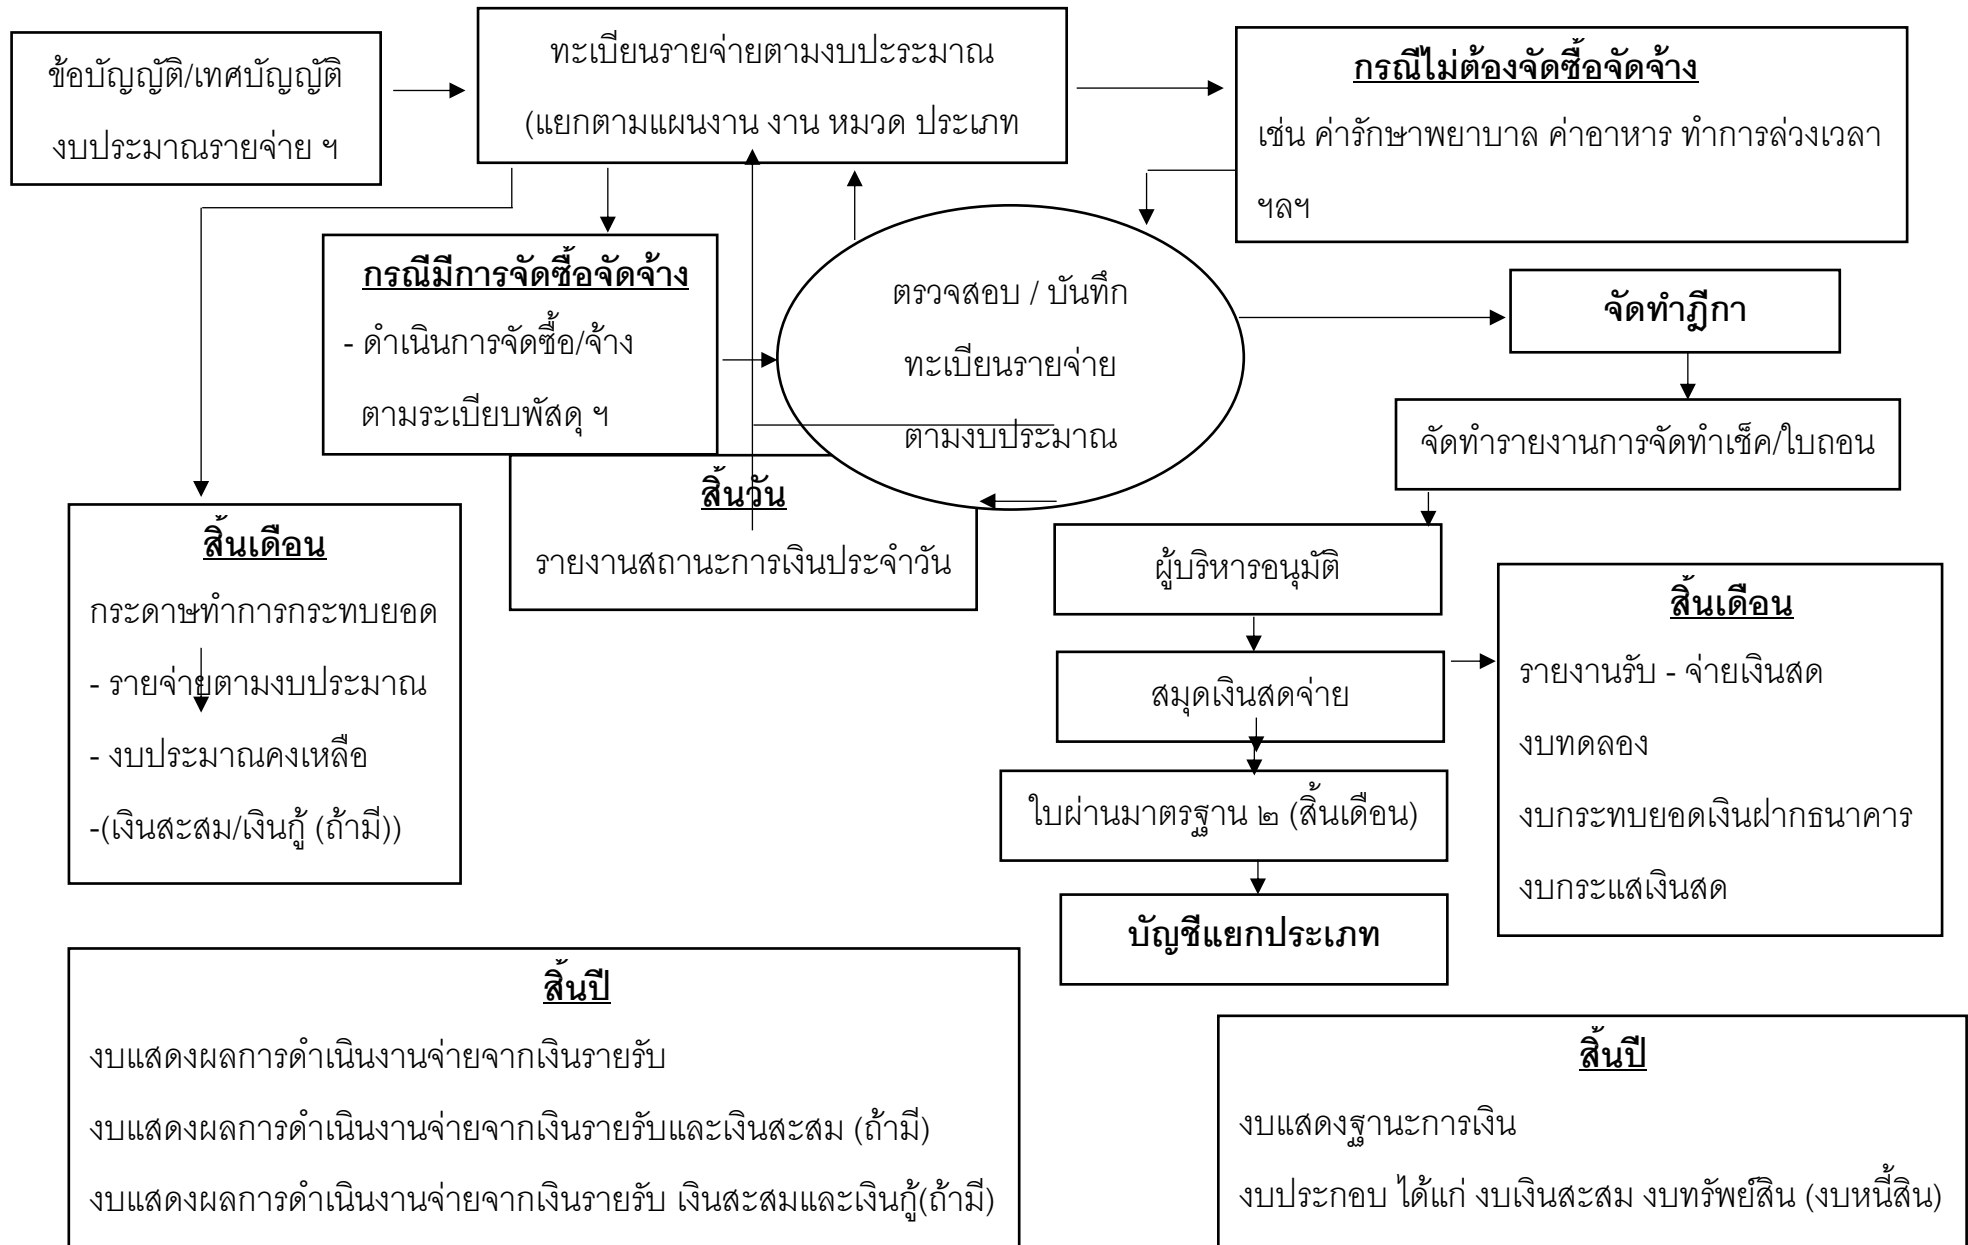 ข้อบัญญัติ/เทศบัญญัติ
งบประมาณรายจ่าย ฯ
ทะเบียนรายจ่ายตามงบประะมาณ
(แยกตามแผนงาน งาน หมวด ประเภท
กรณีไม่ต้องจัดซื้อจัดจ้าง
เช่น ค่ารักษาพยาบาล ค่าอาหาร ทำการล่วงเวลา
ฯลฯ
กรณีมีการจัดซื้อจัดจ้าง
- ดำเนินการจัดซื้อ/จ้าง
ตามระเบียบพัสดุ ฯ
ตรวจสอบ / บันทึก
ทะเบียนรายจ่าย
ตามงบประมาณ
จัดทำฎีกา
จัดทำรายงานการจัดทำเช็ค/ใบถอน
สิ้นวัน
รายงานสถานะการเงินประจำวัน
ผู้บริหารอนุมัติ
สิ้นเดือน
กระดาษทำการกระทบยอด
- รายจ่ายตามงบประมาณ
- งบประมาณคงเหลือ
-(เงินสะสม/เงินกู้ (ถ้ามี))
สมุดเงินสดจ่าย
สิ้นเดือน
รายงานรับ - จ่ายเงินสด
งบทดลอง
งบกระทบยอดเงินฝากธนาคาร
งบกระแสเงินสด
ใบผ่านมาตรฐาน ๒ (สิ้นเดือน)
บัญชีแยกประเภท
สิ้นปี
งบแสดงผลการดำเนินงานจ่ายจากเงินรายรับ
งบแสดงผลการดำเนินงานจ่ายจากเงินรายรับและเงินสะสม (ถ้ามี)
งบแสดงผลการดำเนินงานจ่ายจากเงินรายรับ เงินสะสมและเงินกู้(ถ้ามี)
สิ้นปี
งบแสดงฐานะการเงิน
งบประกอบ ได้แก่ งบเงินสะสม งบทรัพย์สิน (งบหนี้สิน)